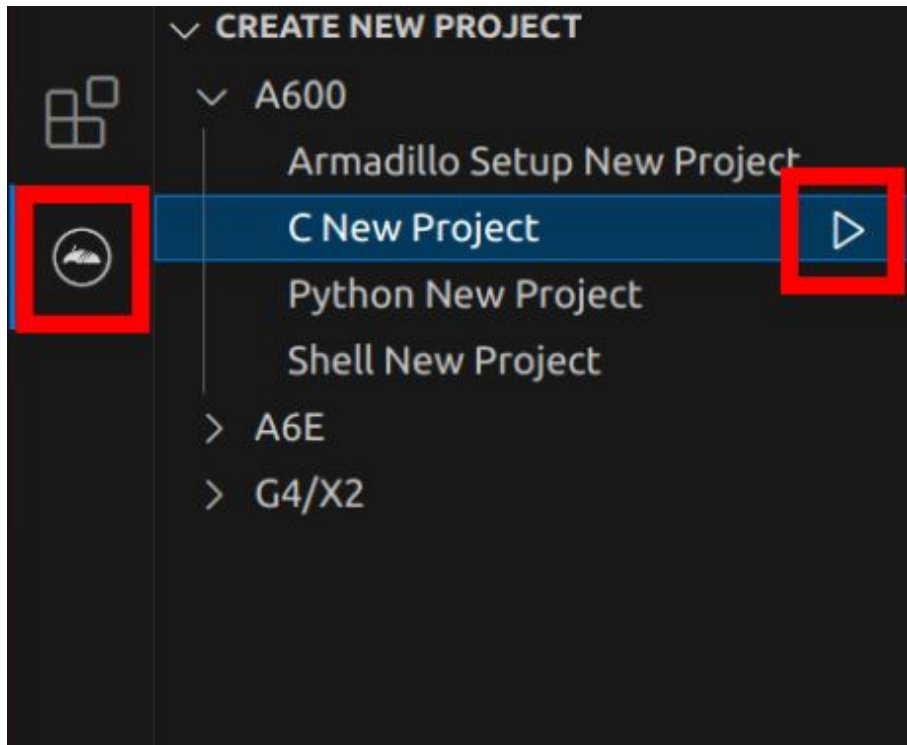 CREATE NEW PROJECT
A600
Armadillo Setup New Project
C New Project
Python New Project
Shell New Project
A6E
G4/X2